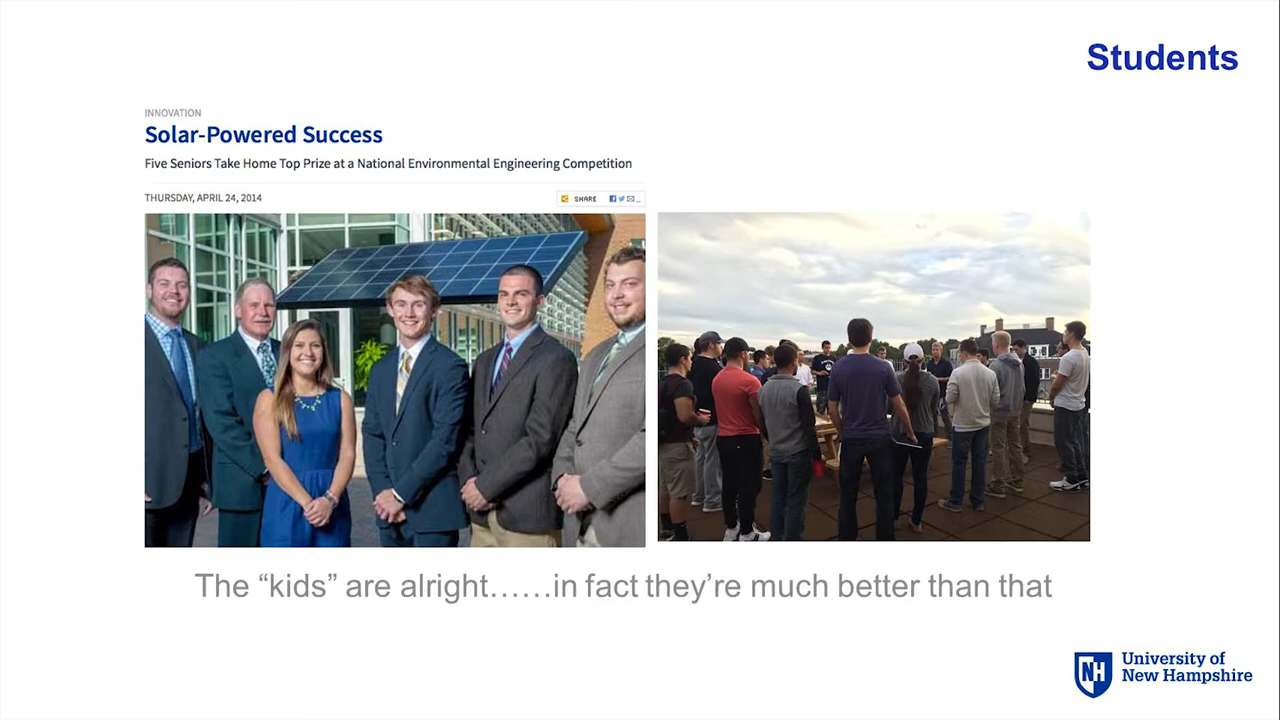 Students
INNOVATION
Solar-Powered Success
Five Seniors Take Home Top Prize at a National Environmental Engineering Competition
THURSDAY, APRIL 24, 2014
SHARE
The “kids” are alright……in fact they’re much better than that
NH
University of
New Hampshire